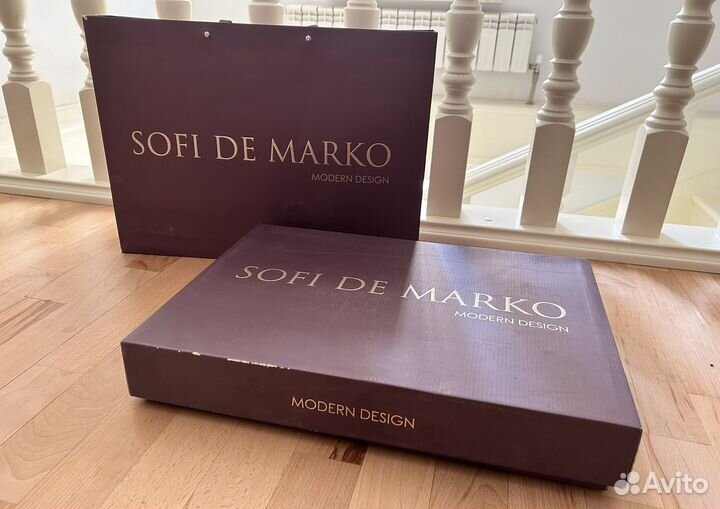 SOFI DE MARKO
MODERN DESIGN
SOFI DE MARKO
MODERN DESIGN
MODERN DESIGN
Avito